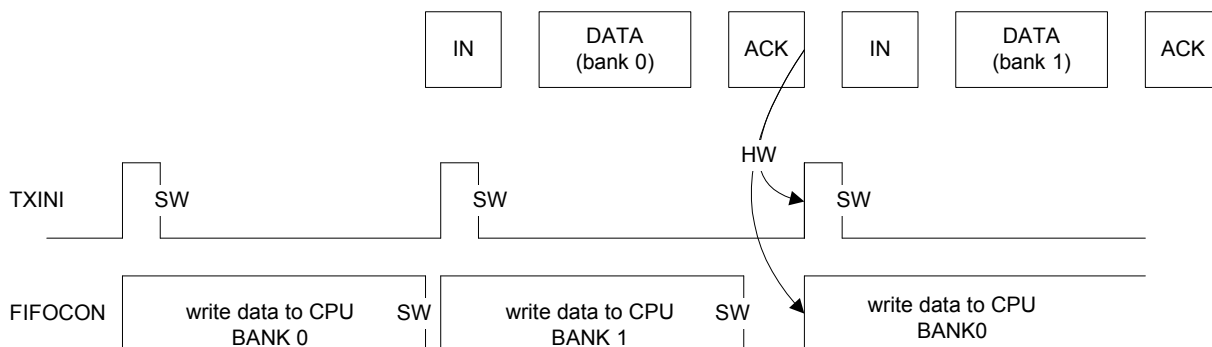 IN
DATA
(bank 0)
ACK
IN
DATA
(bank 1)
ACK
HW
TXINI
SW
SW
SW
FIFOCON
write data to CPU
BANK 0
SW
write data to CPU
BANK 1
SW
write data to CPU
BANK0